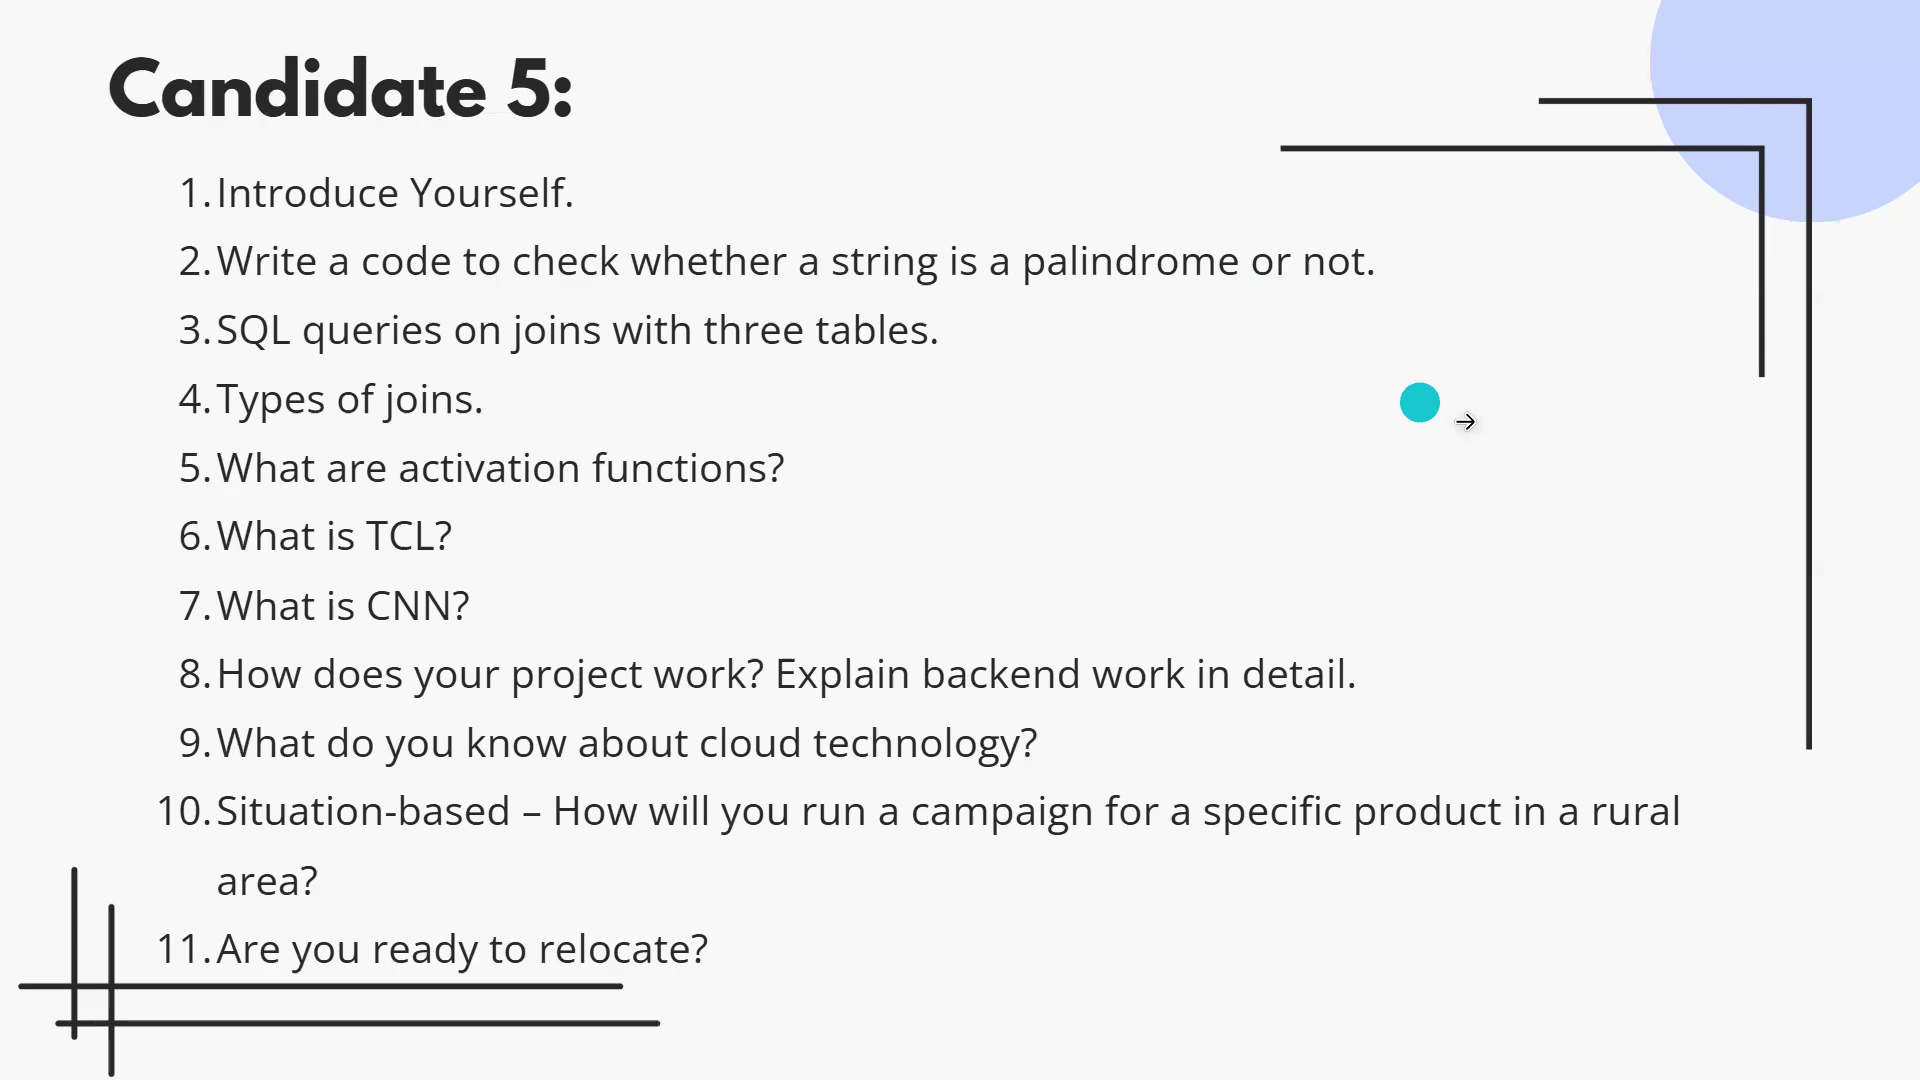 Candidate 5:
1. Introduce Yourself.
2. Write a code to check whether a string is a palindrome or not.
3. SQL queries on joins with three tables.
4. Types of joins.
5. What are activation functions?
6. What is TCL?
7. What is CNN?
8. How does your project work? Explain backend work in detail.
9. What do you know about cloud technology?
10. Situation-based – How will you run a campaign for a specific product in a rural
area?
11. Are you ready to relocate?